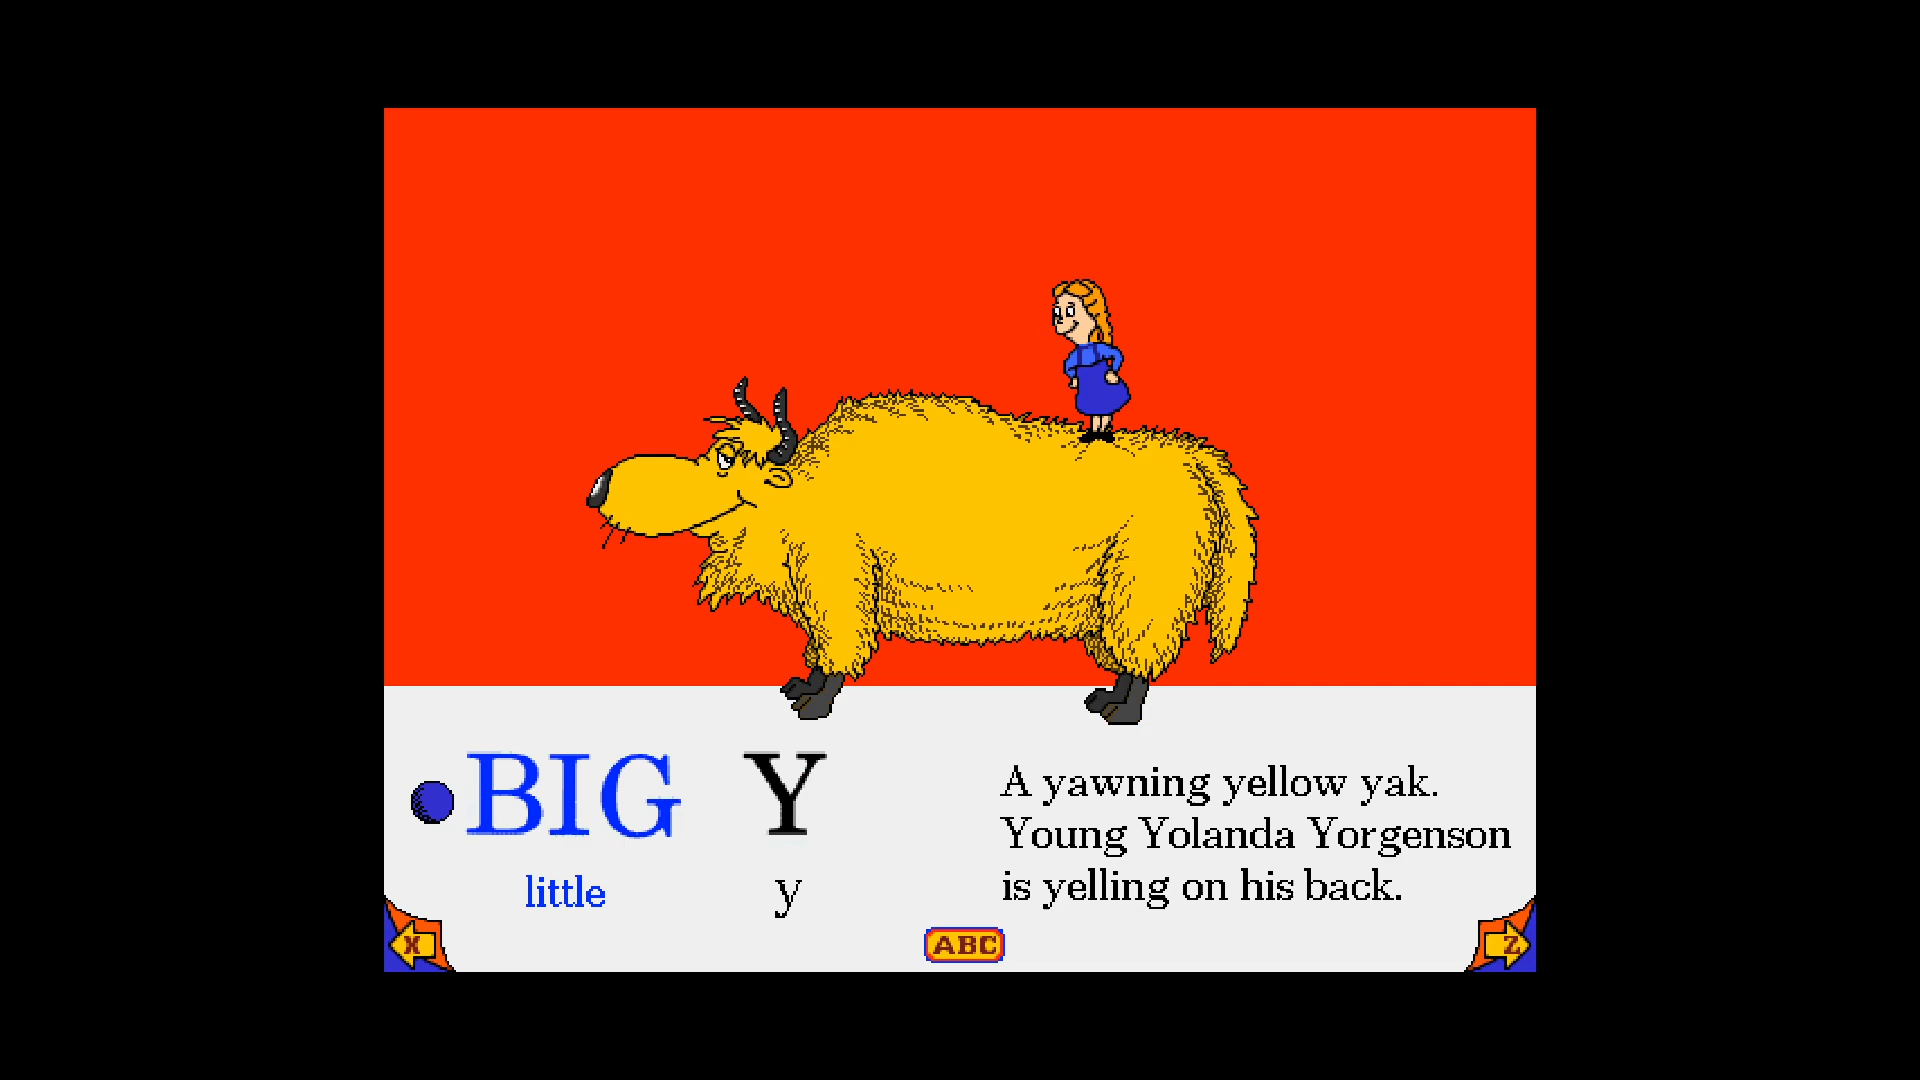 BIG Y
little y
A yawning yellow yak.
Young Yolanda Yorgenson
is yelling on his back.
X
ABC
Z